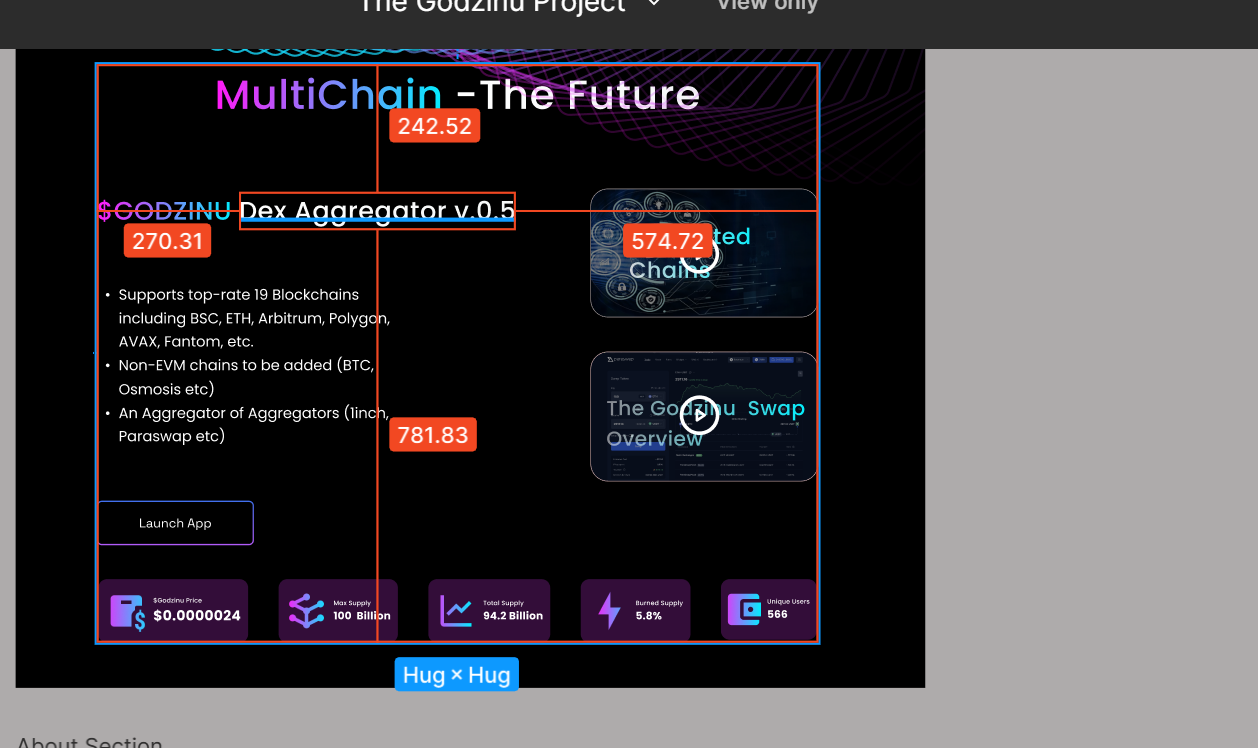 The Godzinu Project
View only
MultiChain -The Future
242.52
$GODZINU Dex Aggregator v.0.5
270.31
574.72
ted
Chains
• Supports top-rate 19 Blockchains
including BSC, ETH, Arbitrum, Polygon,
AVAX, Fantom, etc.
• Non-EVM chains to be added (BTC,
Osmosis etc)
• An Aggregator of Aggregators (1inch,
Paraswap etc)
The Godzinu Swap
Overview
781.83
Launch App
$Godzinu Price
$0.0000024
Max Supply
100 Billion
Total Supply
94.2 Billion
Burned Supply
5.8%
Unique Users
566
Hug × Hug
About Section